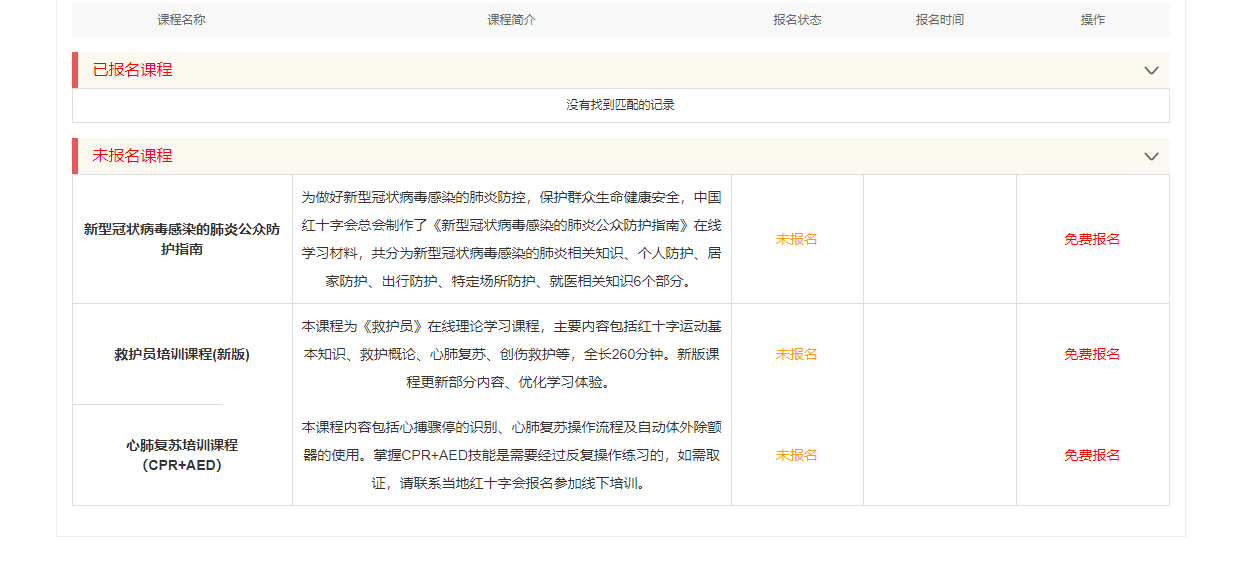 课程名称 课程简介 报名状态 报名时间 操作
已报名课程
没有找到匹配的记录
未报名课程
新型冠状病毒感染的肺炎公众防
护指南
为做好新型冠状病毒感染的肺炎防控，保护群众生命健康安全，中国
红十字会总会制作了《新型冠状病毒感染的肺炎公众防护指南》在线
学习材料，共分为新型冠状病毒感染的肺炎相关知识、个人防护、居
家防护、出行防护、特定场所防护、就医相关知识6个部分。
未报名
免费报名
救护员培训课程(新版)
本课程为《救护员》在线理论学习课程，主要内容包括红十字运动基
本知识、救护概论、心肺复苏、创伤救护等，全长260分钟。新版课
程更新部分内容、优化学习体验。
未报名
免费报名
心肺复苏培训课程
（CPR+AED）
本课程内容包括心搏骤停的识别、心肺复苏操作流程及自动体外除颤
器的使用。掌握CPR+AED技能是需要经过反复操作练习的，如需取
证，请联系当地红十字会报名参加线下培训。
未报名
免费报名